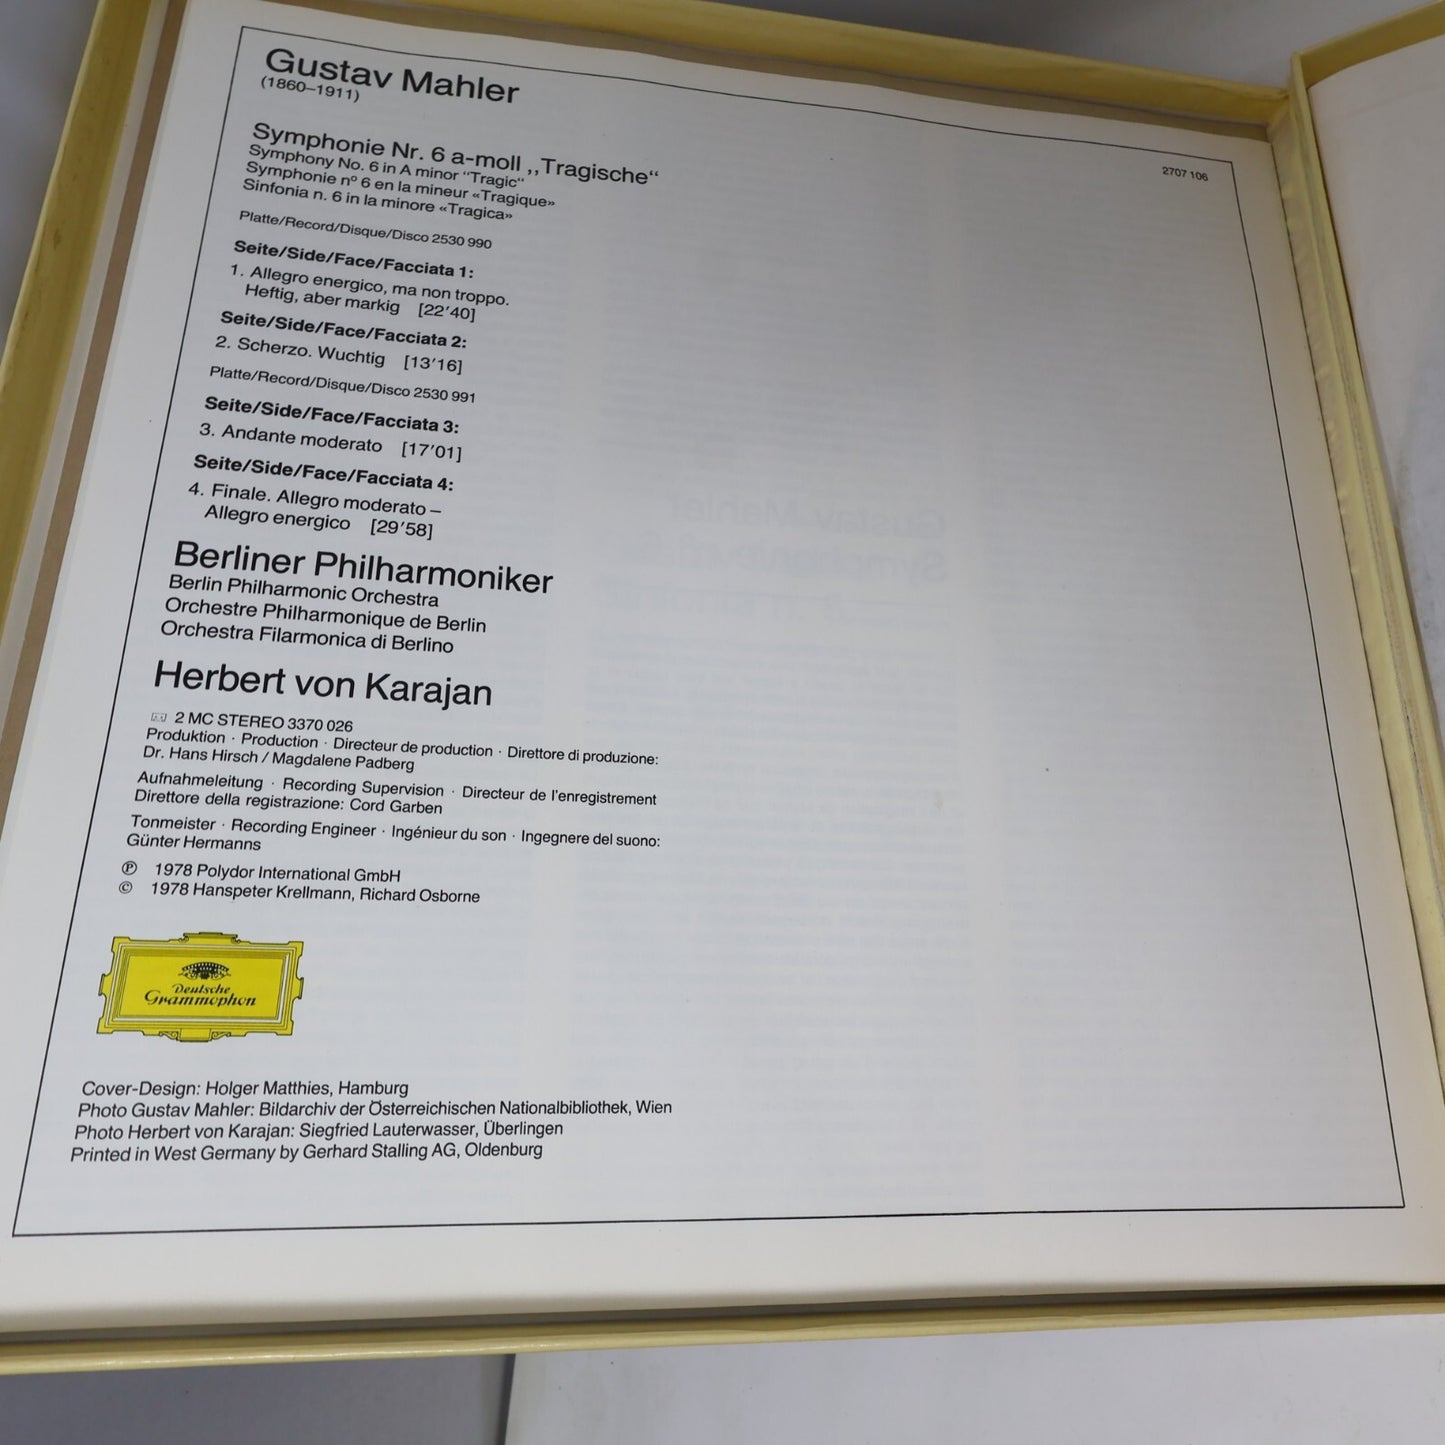 Gustav Mahler
(1860–1911)
2707 106
Symphonie Nr. 6 a-moll ,,Tragische“
Symphony No. 6 in A minor “Tragic“
Symphonie nº 6 en la mineur «Tragique»
Sinfonia n. 6 in la minore «Tragica»
Platte/Record/Disque/Disco 2530 990
Seite/Side/Face/Facciata 1:
1. Allegro energico, ma non troppo.
Heftig, aber markig [22′40]
Seite/Side/Face/Facciata 2:
2. Scherzo. Wuchtig [13′16]
Platte/Record/Disque/Disco 2530 991
Seite/Side/Face/Facciata 3:
3. Andante moderato [17′01]
Seite/Side/Face/Facciata 4:
4. Finale. Allegro moderato –
Allegro energico [29′58]
Berliner Philharmoniker
Berlin Philharmonic Orchestra
Orchestre Philharmonique de Berlin
Orchestra Filarmonica di Berlino
Herbert von Karajan
2 MC STEREO 3370 026
Produktion · Production · Directeur de production · Direttore di produzione:
Dr. Hans Hirsch / Magdalene Padberg
Aufnahmeleitung · Recording Supervision · Directeur de l'enregistrement
Direttore della registrazione: Cord Garben
Tonmeister · Recording Engineer · Ingénieur du son · Ingegnere del suono:
Günter Hermanns
℗ 1978 Polydor International GmbH
© 1978 Hanspeter Krellmann, Richard Osborne
Deutsche
Grammophon
Cover-Design: Holger Matthies, Hamburg
Photo Gustav Mahler: Bildarchiv der Österreichischen Nationalbibliothek, Wien
Photo Herbert von Karajan: Siegfried Lauterwasser, Überlingen
Printed in West Germany by Gerhard Stalling AG, Oldenburg